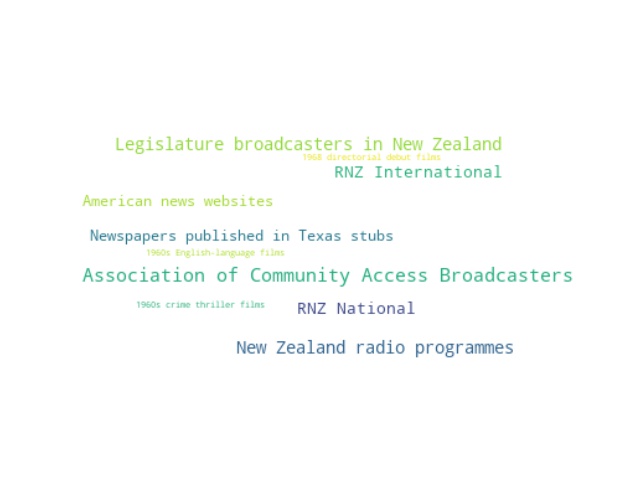 Legislature broadcasters in New Zealand
1968 directorial debut films
RNZ International
American news websites
Newspapers published in Texas stubs
1960s English-language films
Association of Community Access Broadcasters
1960s crime thriller films
RNZ National
New Zealand radio programmes